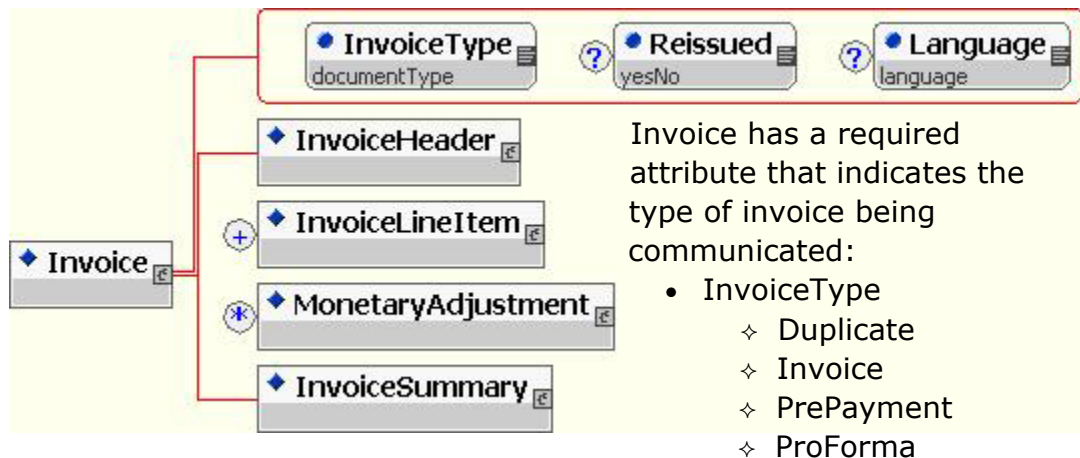 InvoiceType
documentType
? Reissued
yesNo
? Language
language
InvoiceHeader
+ InvoiceLineItem
Invoice
* MonetaryAdjustment
InvoiceSummary
Invoice has a required
attribute that indicates the
type of invoice being
communicated:
• InvoiceType
✧ Duplicate
✧ Invoice
✧ PrePayment
✧ ProForma